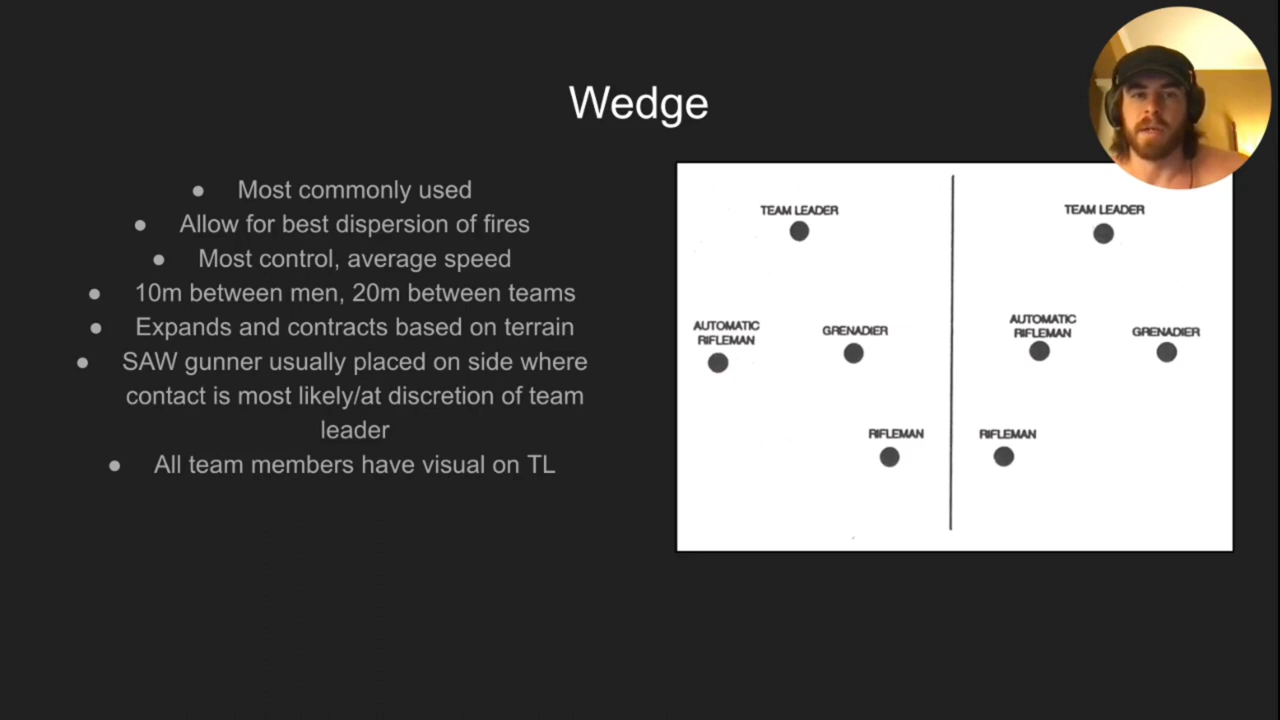 Wedge
● Most commonly used
● Allow for best dispersion of fires
● Most control, average speed
● 10m between men, 20m between teams
● Expands and contracts based on terrain
● SAW gunner usually placed on side where
contact is most likely/at discretion of team
leader
● All team members have visual on TL
TEAM LEADER
AUTOMATIC
RIFLEMAN
GRENADIER
RIFLEMAN
TEAM LEADER
AUTOMATIC
RIFLEMAN
GRENADIER
RIFLEMAN